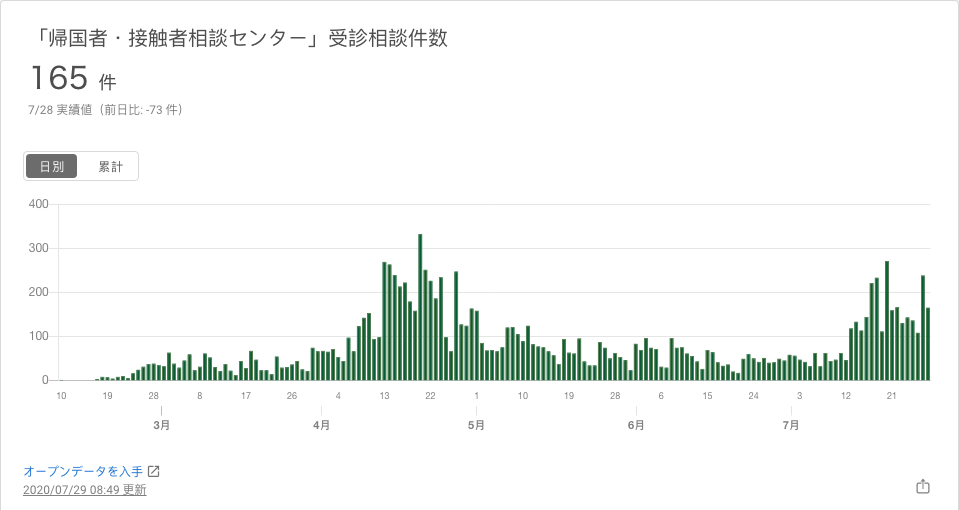 「帰国者・接触者相談センター」受診相談件数
165 件
7/28 実績値（前日比: -73 件）
日別 累計
400
300
200
100
0
10 19 28 8 17 26 4 13 22 1 10 19 28 6 15 24 3 12 21
3月 4月 5月 6月 7月
オープンデータを入手
2020/07/29 08:49 更新